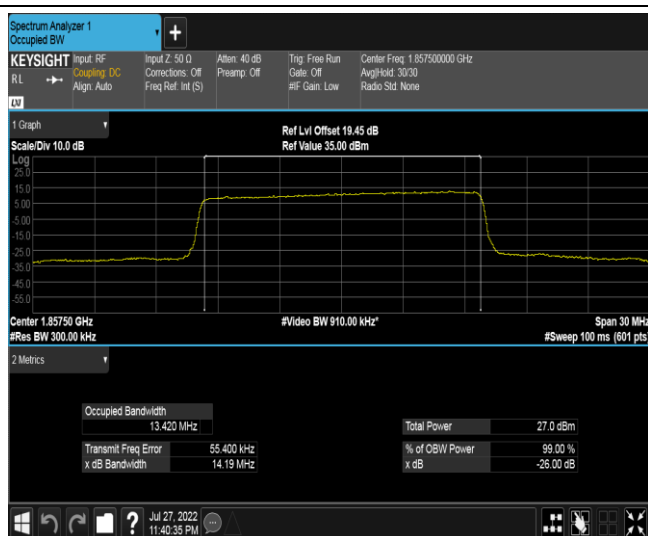 Spectrum Analyzer 1
Occupied BW
KEYSIGHT Input: RF Input Z: 50 Ω Atten: 40 dB Trig: Free Run Center Freq: 1.857500000 GHz
RL Coupling: DC Corrections: Off Preamp: Off Gate: Off Avg|Hold: 30/30
Align: Auto Freq Ref: Int (S) #IF Gain: Low Radio Std: None
LXI
1 Graph Ref Lvl Offset 19.45 dB
Scale/Div 10.0 dB Ref Value 35.00 dBm
Log
25.0
15.0
5.00
-5.00
-15.0
-25.0
-35.0
-45.0
-55.0
Center 1.85750 GHz #Video BW 910.00 kHz* Span 30 MHz
#Res BW 300.00 kHz #Sweep 100 ms (601 pts)
2 Metrics
Occupied Bandwidth
13.420 MHz Total Power 27.0 dBm
Transmit Freq Error 55.400 kHz % of OBW Power 99.00 %
x dB Bandwidth 14.19 MHz x dB -26.00 dB
? Jul 27, 2022
11:40:35 PM